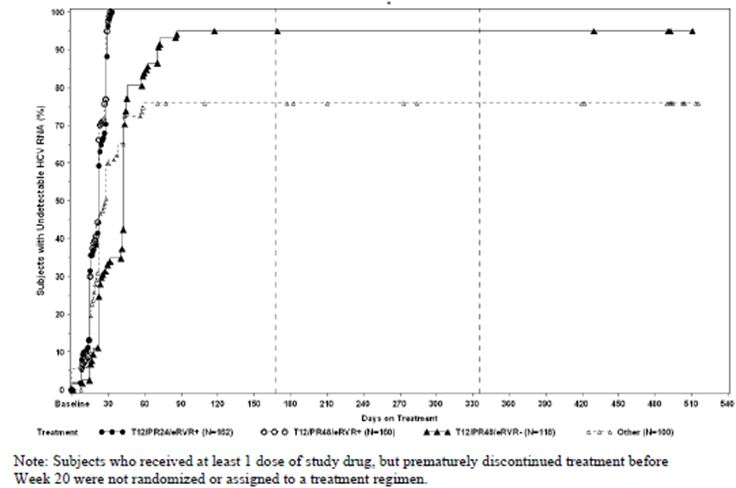 100
90
80
70
60
50
40
30
20
10
0
Subjects with Undetectable HCV RNA (%)
Baseline 30 60 90 120 150 180 210 240 270 300 330 360 390 420 450 480 510 540
Days on Treatment
Treatment T12/PR24/eRVR+ (N=162) T12/PR48/eRVR+ (N=160) T12/PR48/eRVR- (N=118) Other (N=100)
Note: Subjects who received at least 1 dose of study drug, but prematurely discontinued treatment before
Week 20 were not randomized or assigned to a treatment regimen.